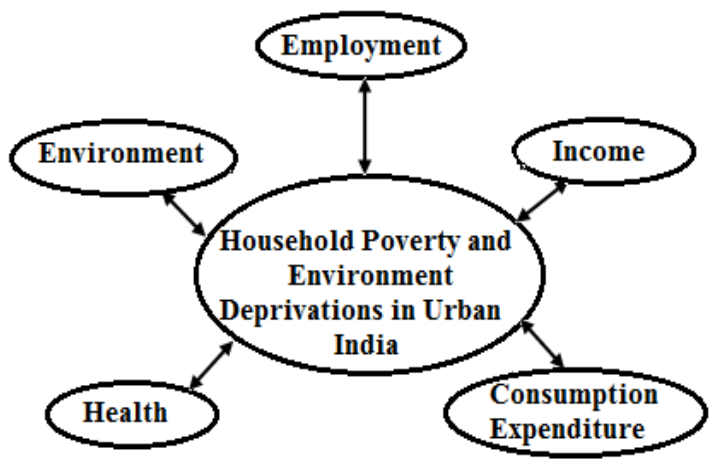 Employment
Environment
Income
Household Poverty and
Environment
Deprivations in Urban
India
Health
Consumption
Expenditure